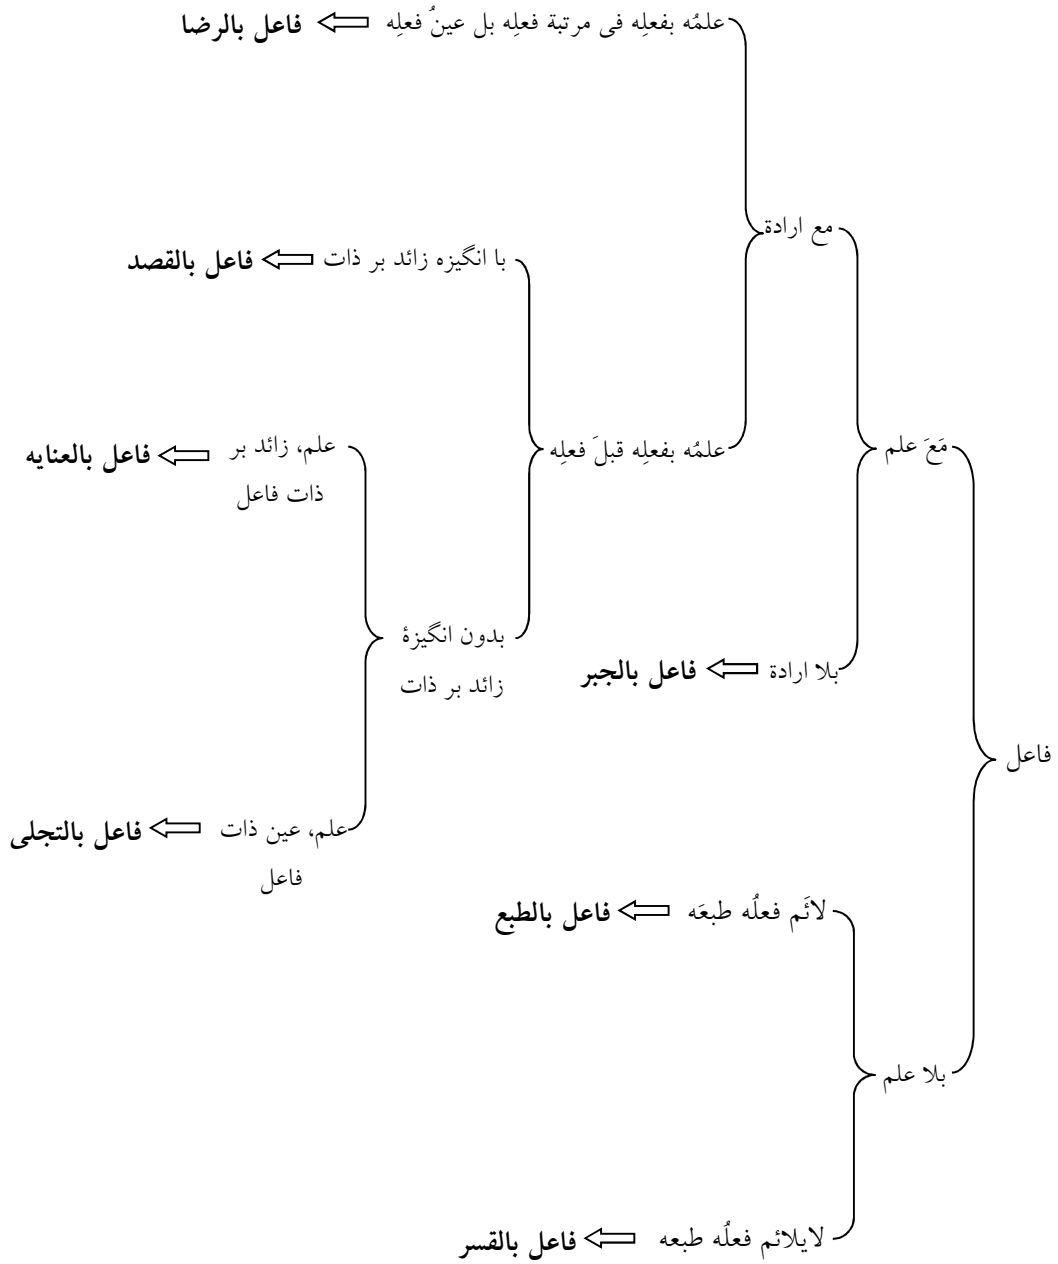 علمُه بفعلِه فی مرتبة فعلِه بل عینُ فعلِه ⇐ فاعل بالرضا
مع ارادة
با انگیزه زائد بر ذات ⇐ فاعل بالقصد
مَعَ علم
علمُه بفعلِه قبلَ فعلِه
علم، زائد بر
ذات فاعل
فاعل بالعنایه
بدون انگیزۀ
زائد بر ذات
بلا ارادة ⇐ فاعل بالجبر
فاعل
علم، عین ذات
فاعل
فاعل بالتجلی
لائَم فعلُه طبعَه ⇐ فاعل بالطبع
بلا علم
لایلائم فعلُه طبعه ⇐ فاعل بالقسر